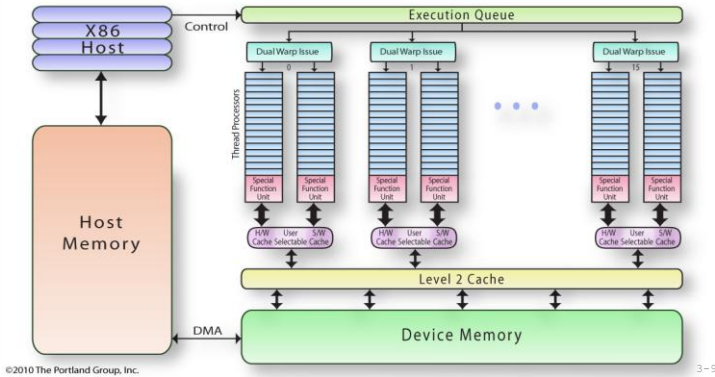 X86
Host
Control
Execution Queue
Dual Warp Issue
Dual Warp Issue
Dual Warp Issue
0
1
15
Thread Processors
Special Function Unit
Special Function Unit
Special Function Unit
Special Function Unit
Special Function Unit
Special Function Unit
H/W User S/W
Cache Selectable Cache
H/W User S/W
Cache Selectable Cache
H/W User S/W
Cache Selectable Cache
Host
Memory
Level 2 Cache
DMA
Device Memory
©2010 The Portland Group, Inc.
3-9